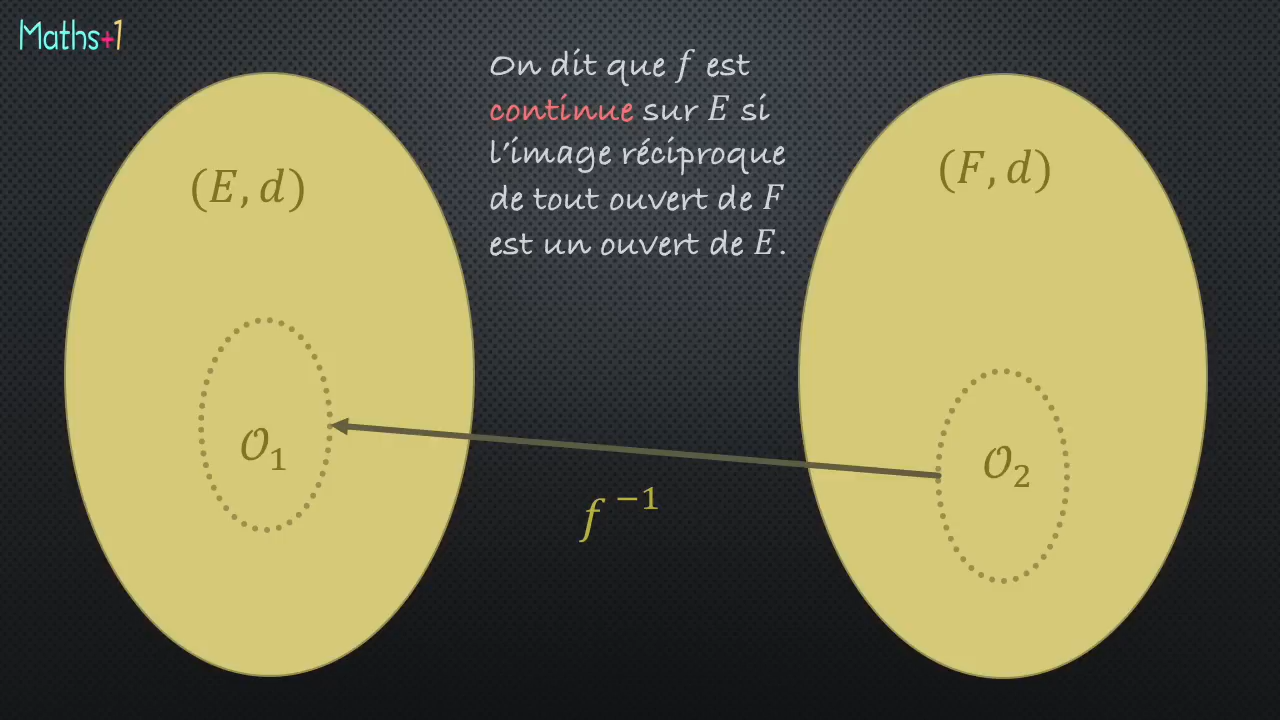 Maths+1
On dit que f est
continue sur E si
l'image réciproque
de tout ouvert de F
est un ouvert de E.
(E, d)
(F, d)
𝒪₁
𝒪₂
f ⁻¹